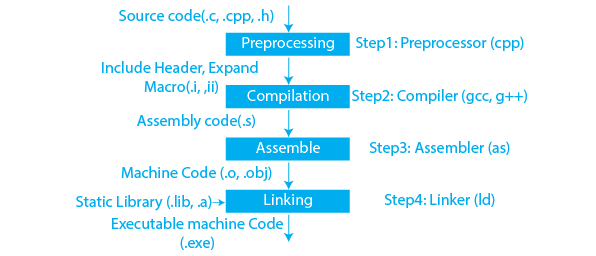 Source code(.c, .cpp, .h)
Preprocessing Step1: Preprocessor (cpp)
Include Header, Expand
Macro(.i, ,ii)
Compilation Step2: Compiler (gcc, g++)
Assembly code(.s)
Assemble Step3: Assembler (as)
Machine Code (.o, .obj)
Static Library (.lib, .a) Linking Step4: Linker (ld)
Executable machine Code
(.exe)